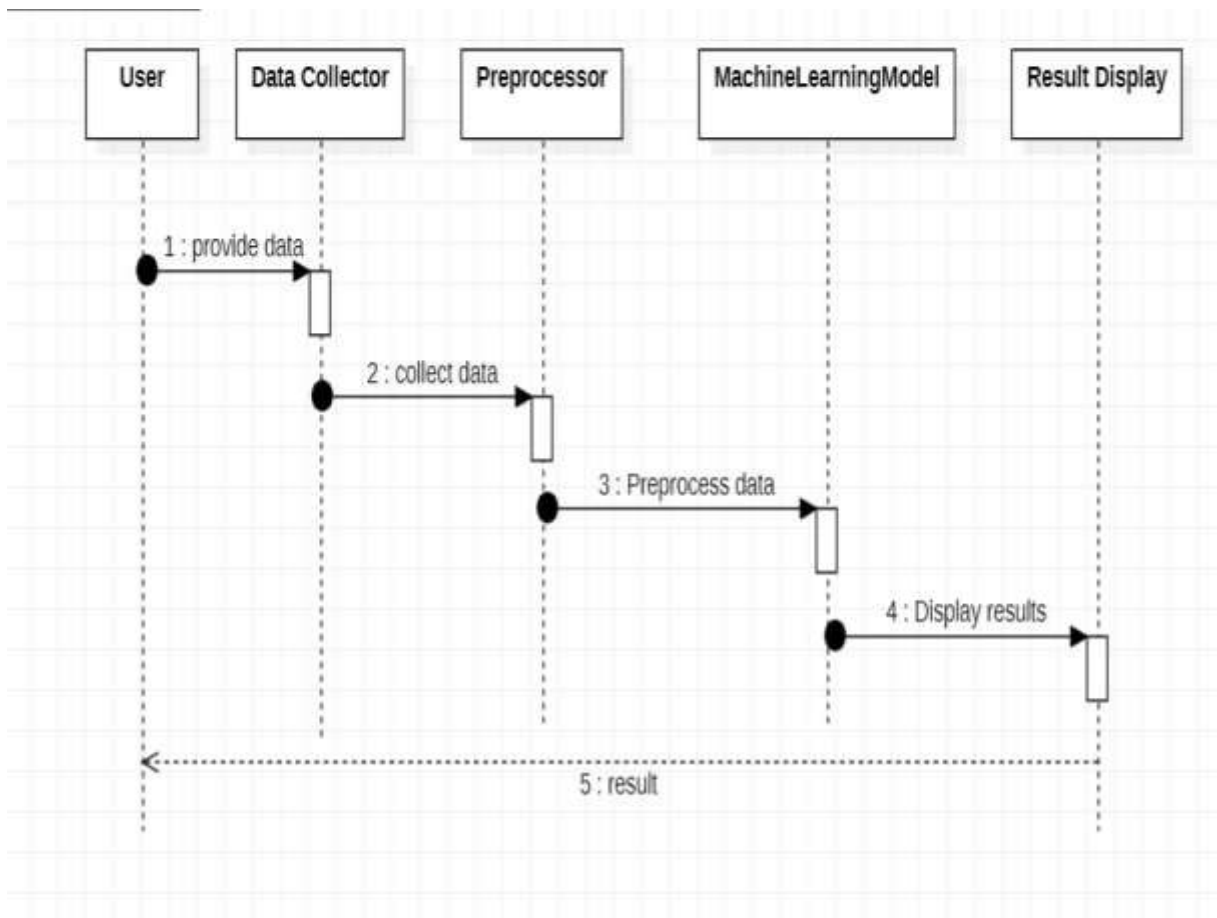 User
Data Collector
Preprocessor
MachineLearningModel
Result Display
1 : provide data
2 : collect data
3 : Preprocess data
4 : Display results
5 : result